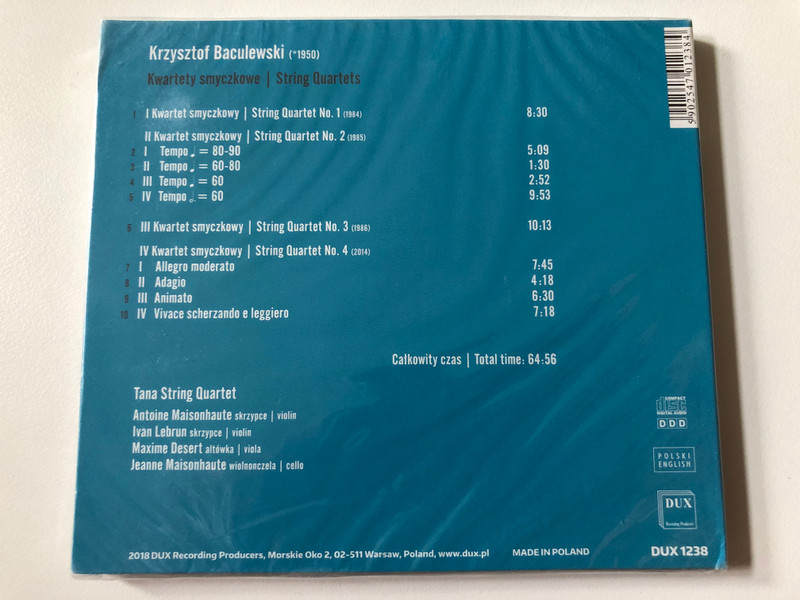 Krzysztof Baculewski (*1950)
Kwartety smyczkowe | String Quartets
1 I Kwartet smyczkowy | String Quartet No. 1 (1984) 8:30
II Kwartet smyczkowy | String Quartet No. 2 (1985)
2 I Tempo ♩ = 80-90 5:09
3 II Tempo ♩ = 60-80 1:30
4 III Tempo ♩ = 60 2:52
5 IV Tempo 𝅗𝅥 = 60 9:53
6 III Kwartet smyczkowy | String Quartet No. 3 (1986) 10:13
IV Kwartet smyczkowy | String Quartet No. 4 (2014)
7 I Allegro moderato 7:45
8 II Adagio 4:18
9 III Animato 6:30
10 IV Vivace scherzando e leggiero 7:18
Całkowity czas | Total time: 64:56
Tana String Quartet
Antoine Maisonhaute skrzypce | violin
Ivan Lebrun skrzypce | violin
Maxime Desert altówka | viola
Jeanne Maisonhaute wiolnonczela | cello
5 902547 012384
COMPACT
disc
DIGITAL AUDIO
DDD
POLSKI
ENGLISH
DUX
Recording Producers
2018 DUX Recording Producers, Morskie Oko 2, 02-511 Warsaw, Poland, www.dux.pl MADE IN POLAND DUX 1238